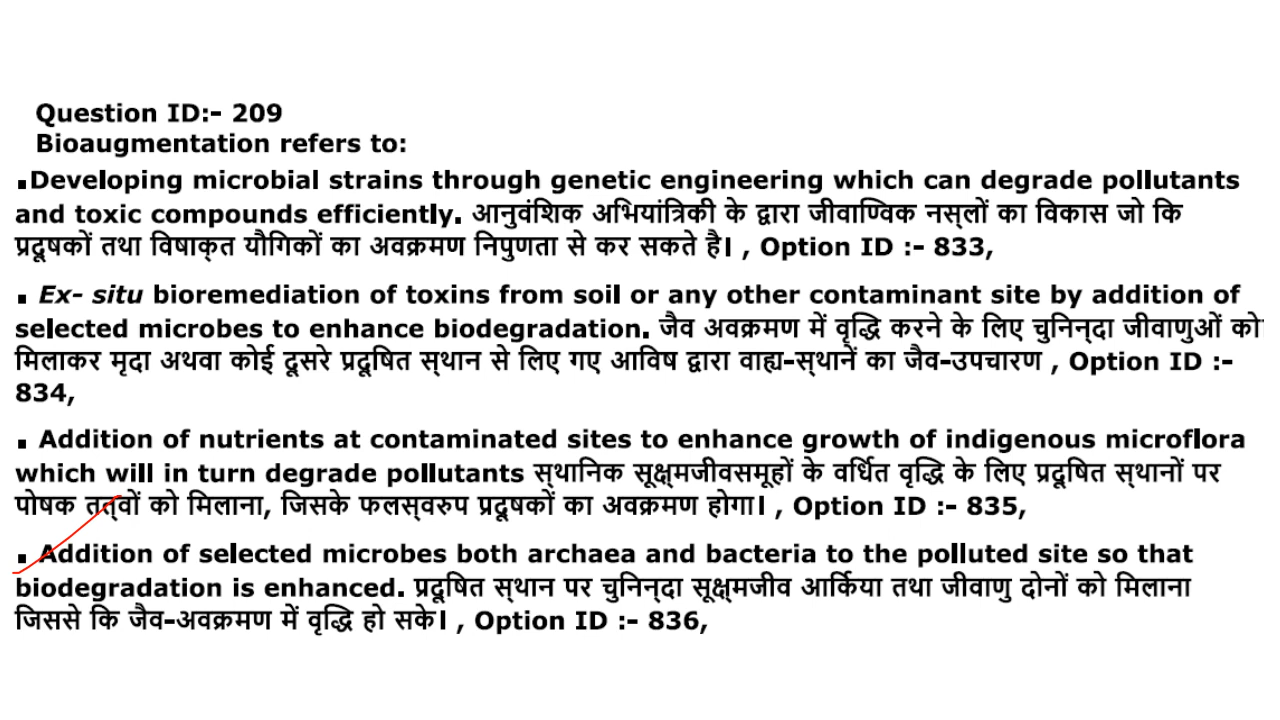 Question ID:- 209
Bioaugmentation refers to:
▪Developing microbial strains through genetic engineering which can degrade pollutants
and toxic compounds efficiently. आनुवंशिक अभियांत्रिकी के द्वारा जीवाण्विक नस्‌लों का विकास जो कि
प्रदूषकों तथा विषाक्‌त यौगिकों का अवक्रमण निपुणता से कर सकते है। , Option ID :- 833,
▪ Ex- situ bioremediation of toxins from soil or any other contaminant site by addition of
selected microbes to enhance biodegradation. जैव अवक्रमण में वृद्धि करने के लिए चुनिन्‌दा जीवाणुओं को
मिलाकर मृदा अथवा कोई दूसरे प्रदूषित स्‌थान से लिए गए आविष द्वारा वाह्य-स्‌थानें का जैव-उपचारण , Option ID :-
834,
▪ Addition of nutrients at contaminated sites to enhance growth of indigenous microflora
which will in turn degrade pollutants स्‌थानिक सूक्ष्‌मजीवसमूहों के वर्धित वृद्धि के लिए प्रदूषित स्‌थानों पर
पोषक तत्‌वों को मिलाना, जिसके फलस्‌वरुप प्रदूषकों का अवक्रमण होगा। , Option ID :- 835,
▪ Addition of selected microbes both archaea and bacteria to the polluted site so that
biodegradation is enhanced. प्रदूषित स्‌थान पर चुनिन्‌दा सूक्ष्‌मजीव आर्किया तथा जीवाणु दोनों को मिलाना
जिससे कि जैव-अवक्रमण में वृद्धि हो सके। , Option ID :- 836,